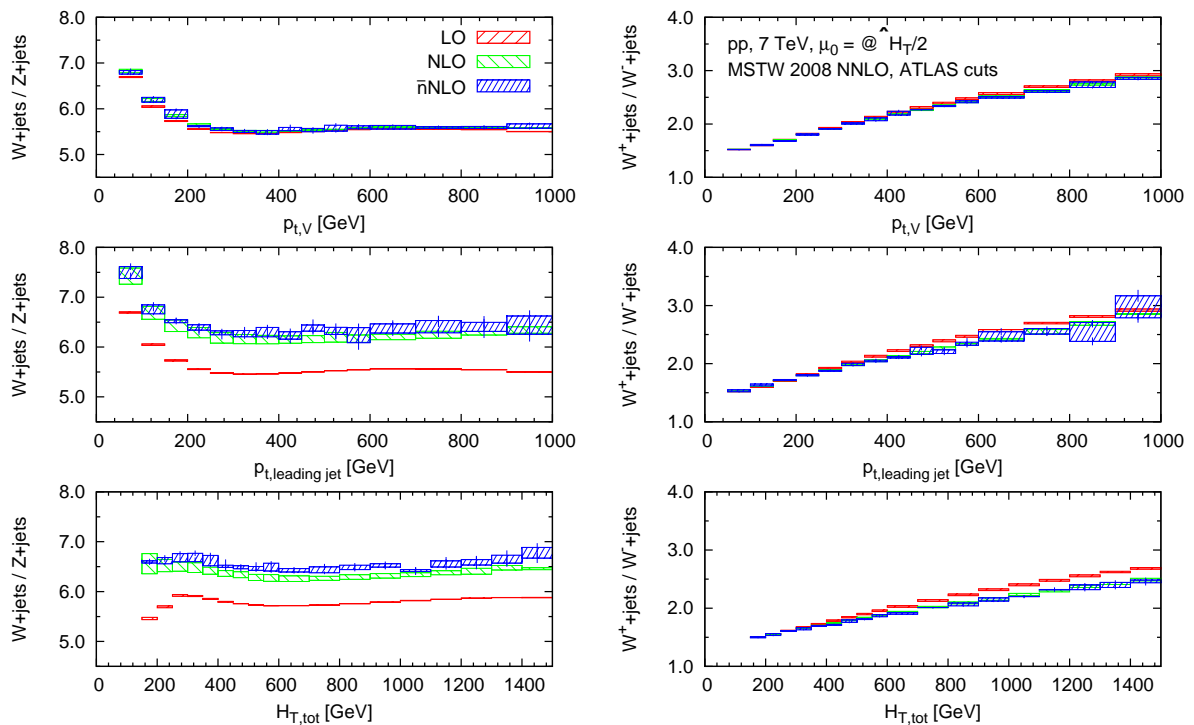 W+jets / Z+jets
8.0
7.0
6.0
5.0
LO
NLO
n̄NLO
0 200 400 600 800 1000
p_t,V [GeV]
W⁺+jets / W⁻+jets
4.0
3.0
2.0
1.0
pp, 7 TeV, μ₀ = @ ^ H_T/2
MSTW 2008 NNLO, ATLAS cuts
0 200 400 600 800 1000
p_t,V [GeV]
W+jets / Z+jets
8.0
7.0
6.0
5.0
0 200 400 600 800 1000
p_t,leading jet [GeV]
W⁺+jets / W⁻+jets
4.0
3.0
2.0
1.0
0 200 400 600 800 1000
p_t,leading jet [GeV]
W+jets / Z+jets
8.0
7.0
6.0
5.0
0 200 400 600 800 1000 1200 1400
H_T,tot [GeV]
W⁺+jets / W⁻+jets
4.0
3.0
2.0
1.0
0 200 400 600 800 1000 1200 1400
H_T,tot [GeV]